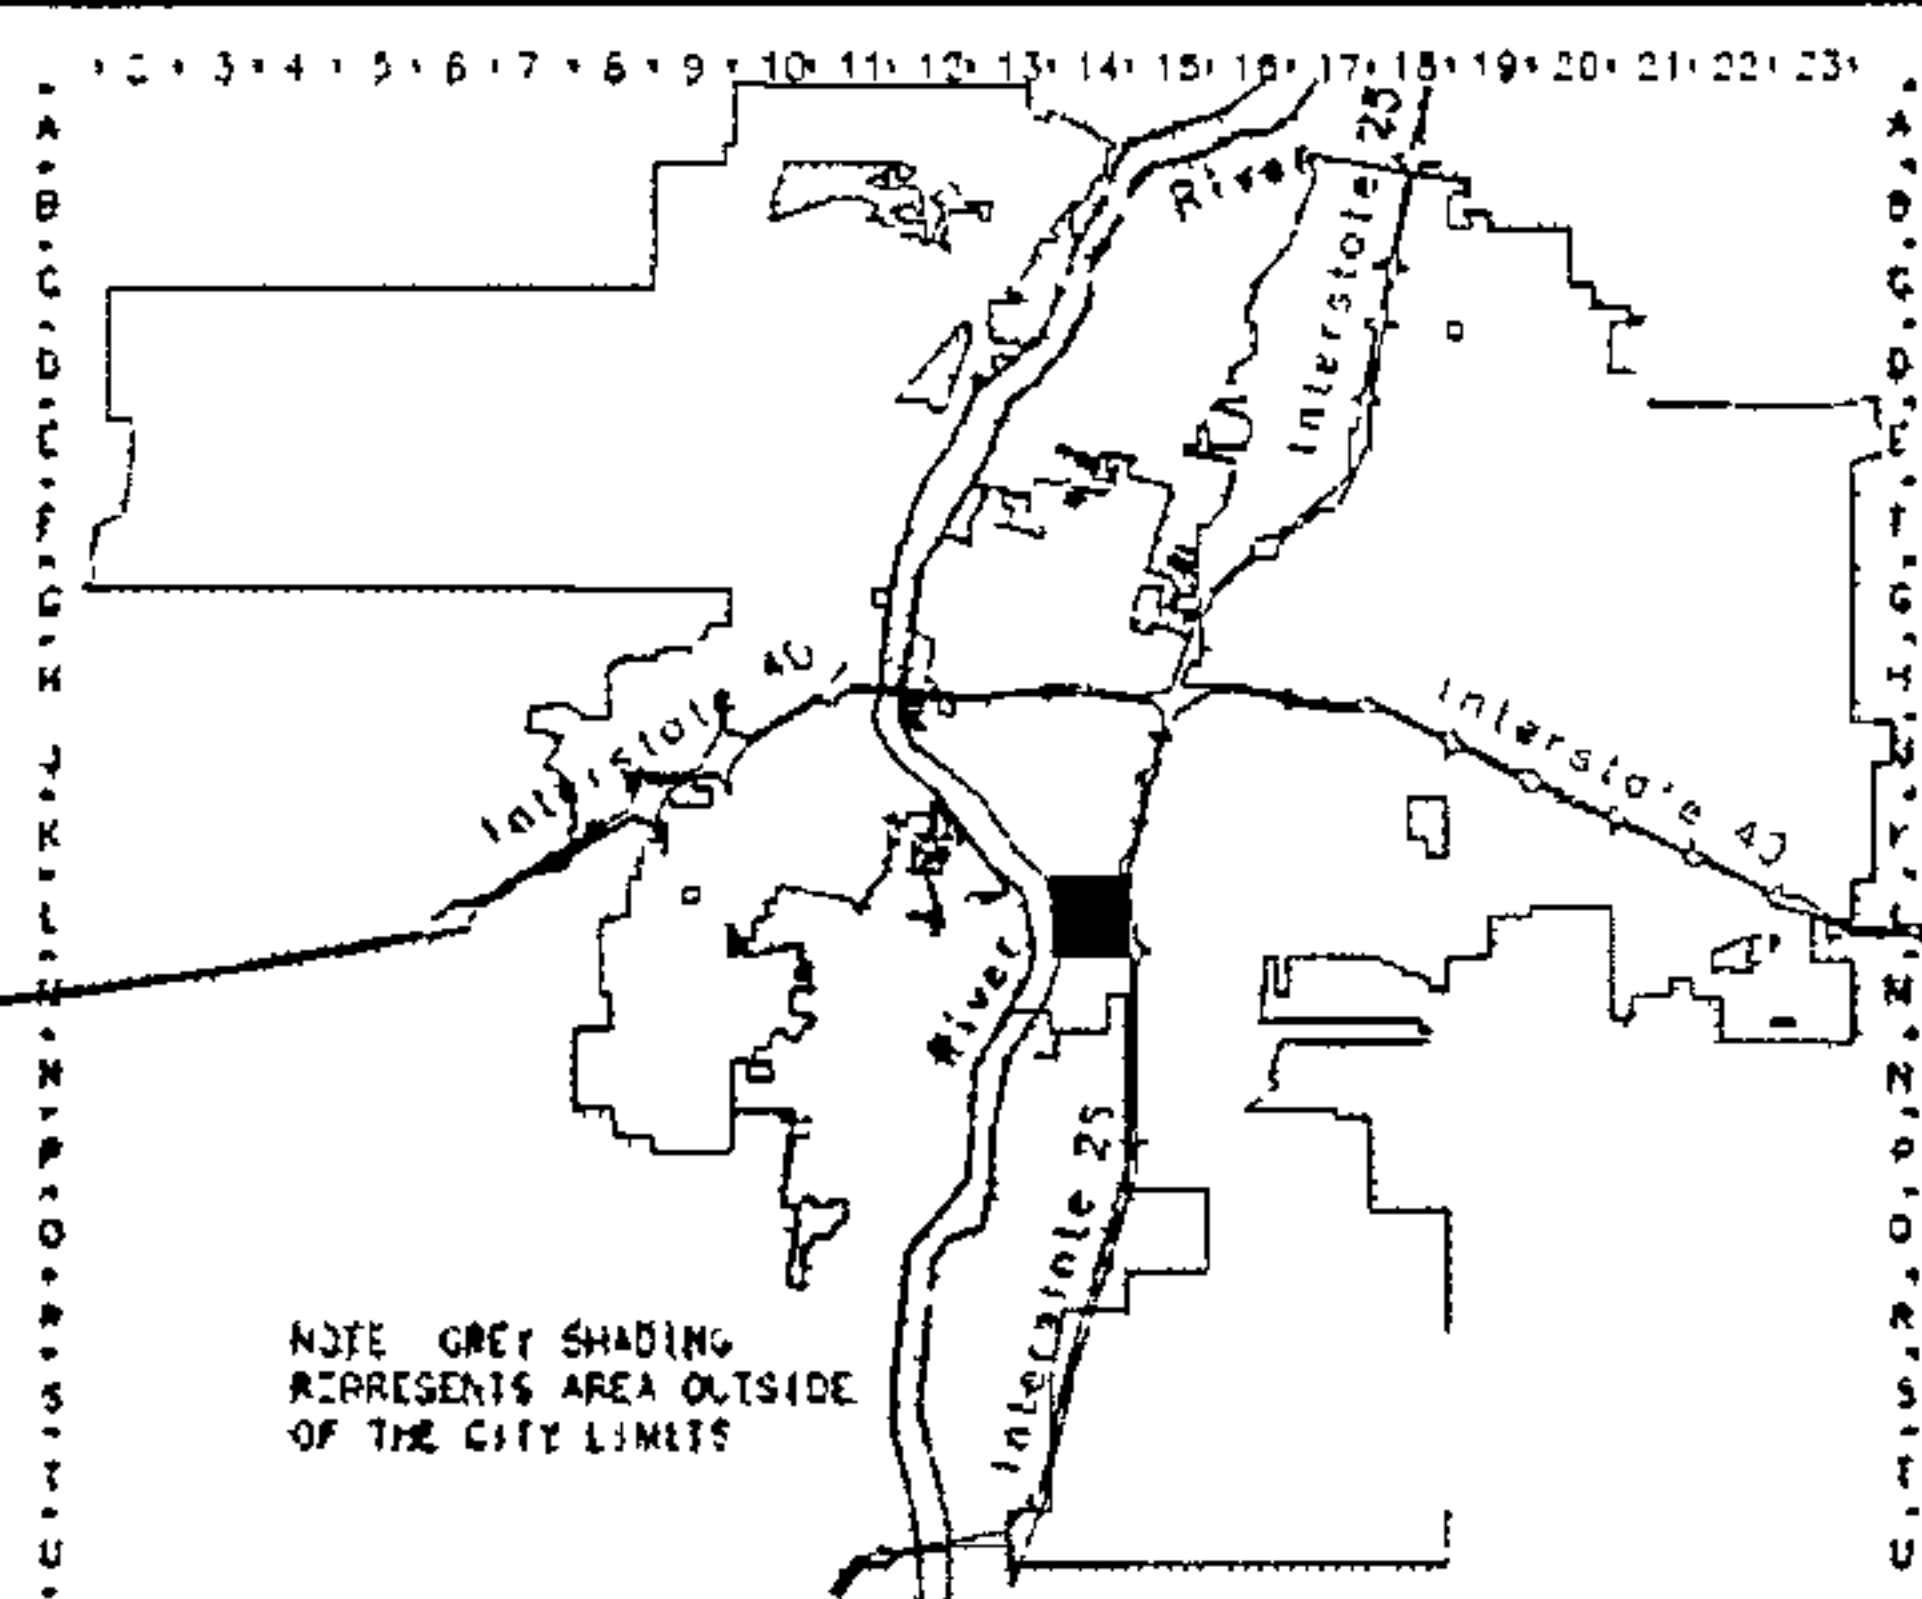 2 3 4 5 6 7 8 9 10 11 12 13 14 15 16 17 18 19 20 21 22 23
A A
B B
C C
D D
E E
F
G G
H H
J
K K
L L
M M
N N
P P
O O
R R
S S
T T
U U
River
Interstate 25
Interstate 40
Interstate 40
River
Interstate 25
NOTE GREY SHADING
REPRESENTS AREA OUTSIDE
OF THE CITY LIMITS